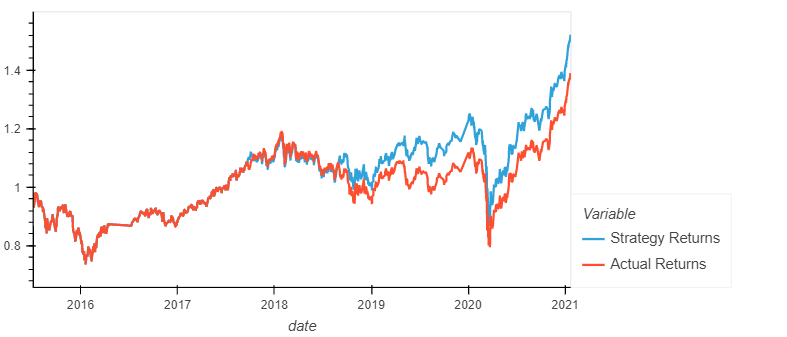 1.4
1.2
1
0.8
2016 2017 2018 2019 2020 2021
date
Variable
Strategy Returns
Actual Returns